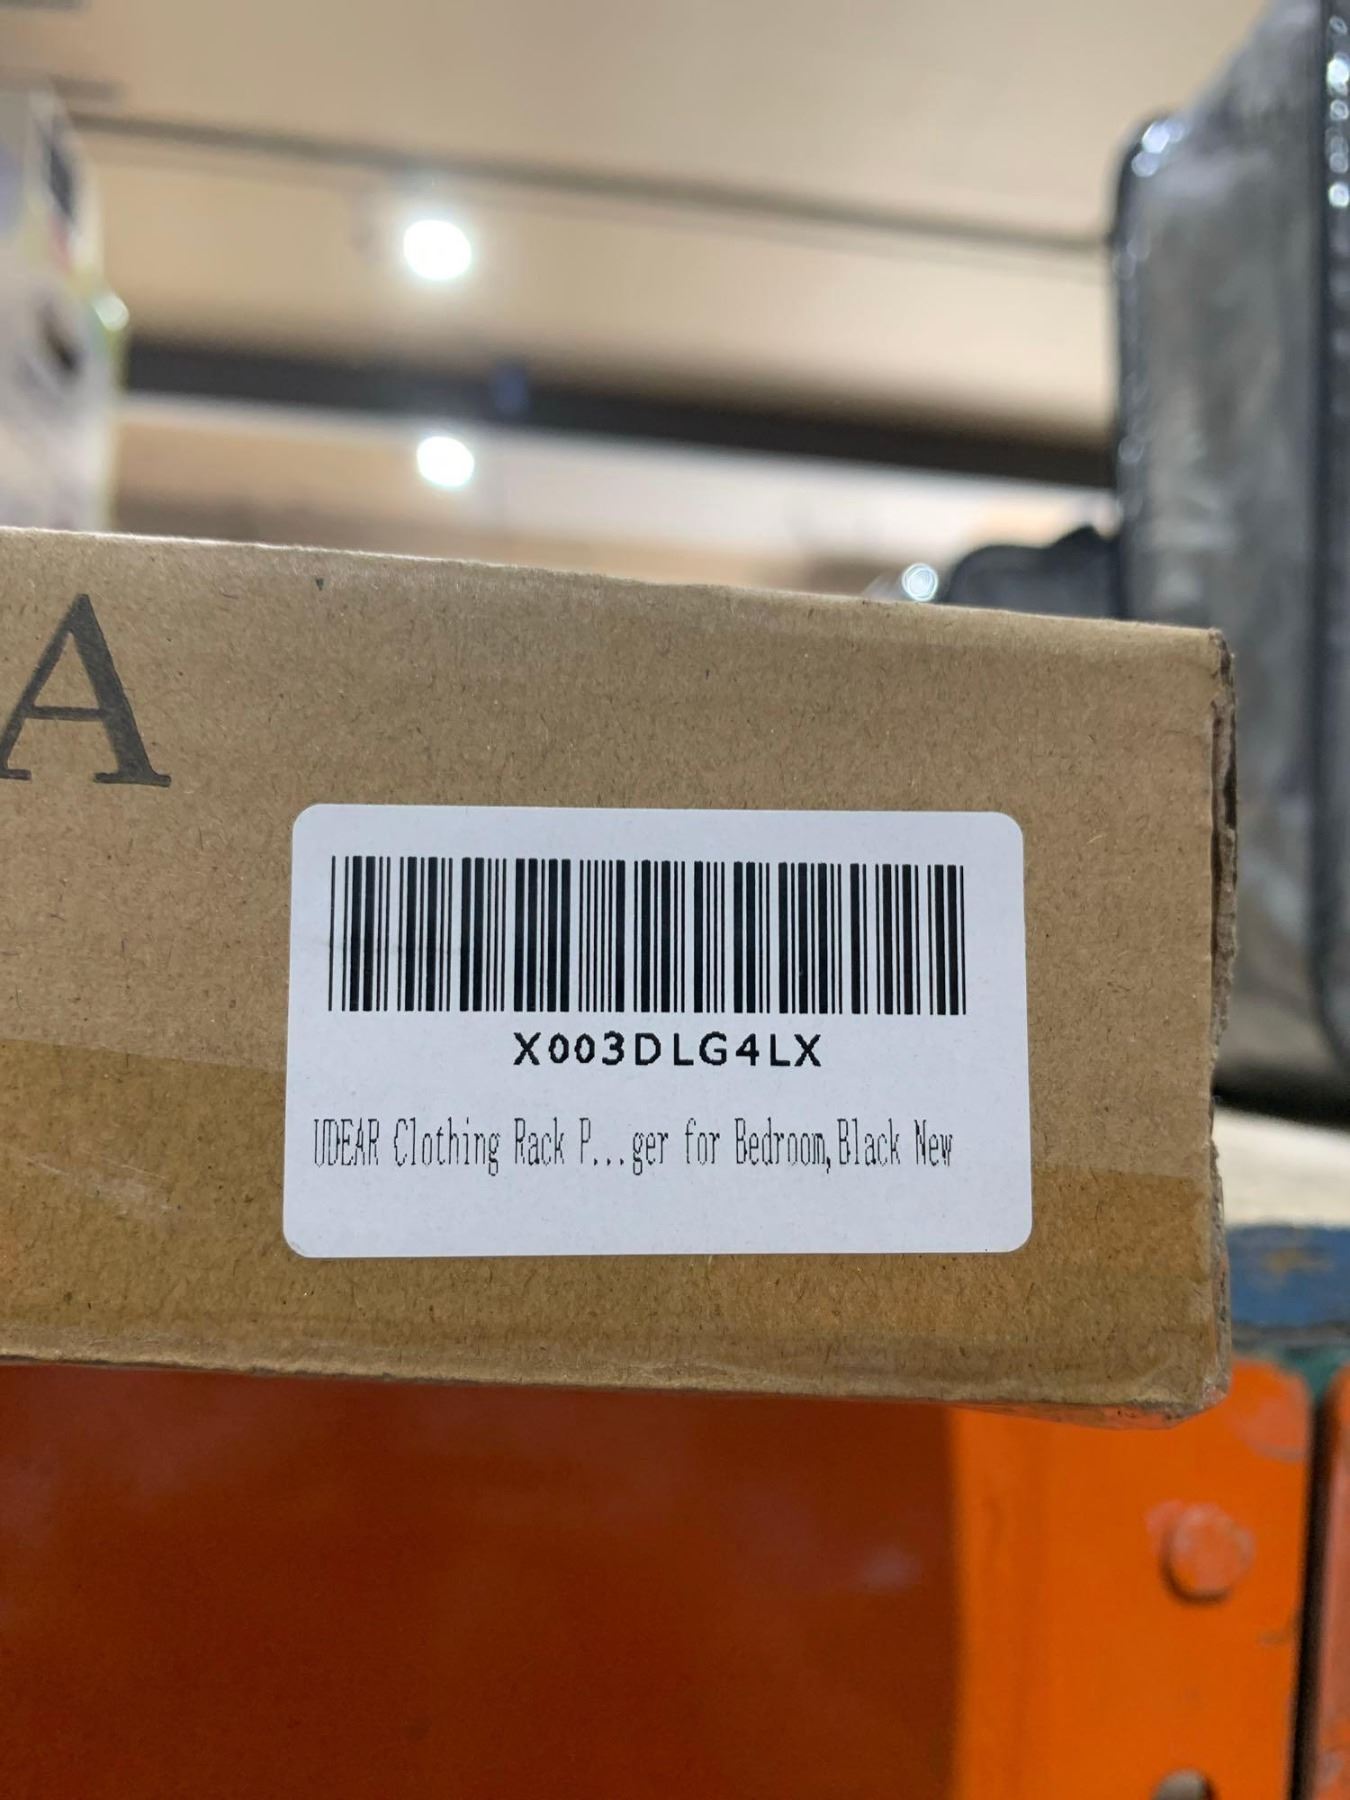 A
X003DLG4LX
UDEAR Clothing Rack P...ger for Bedroom,Black New